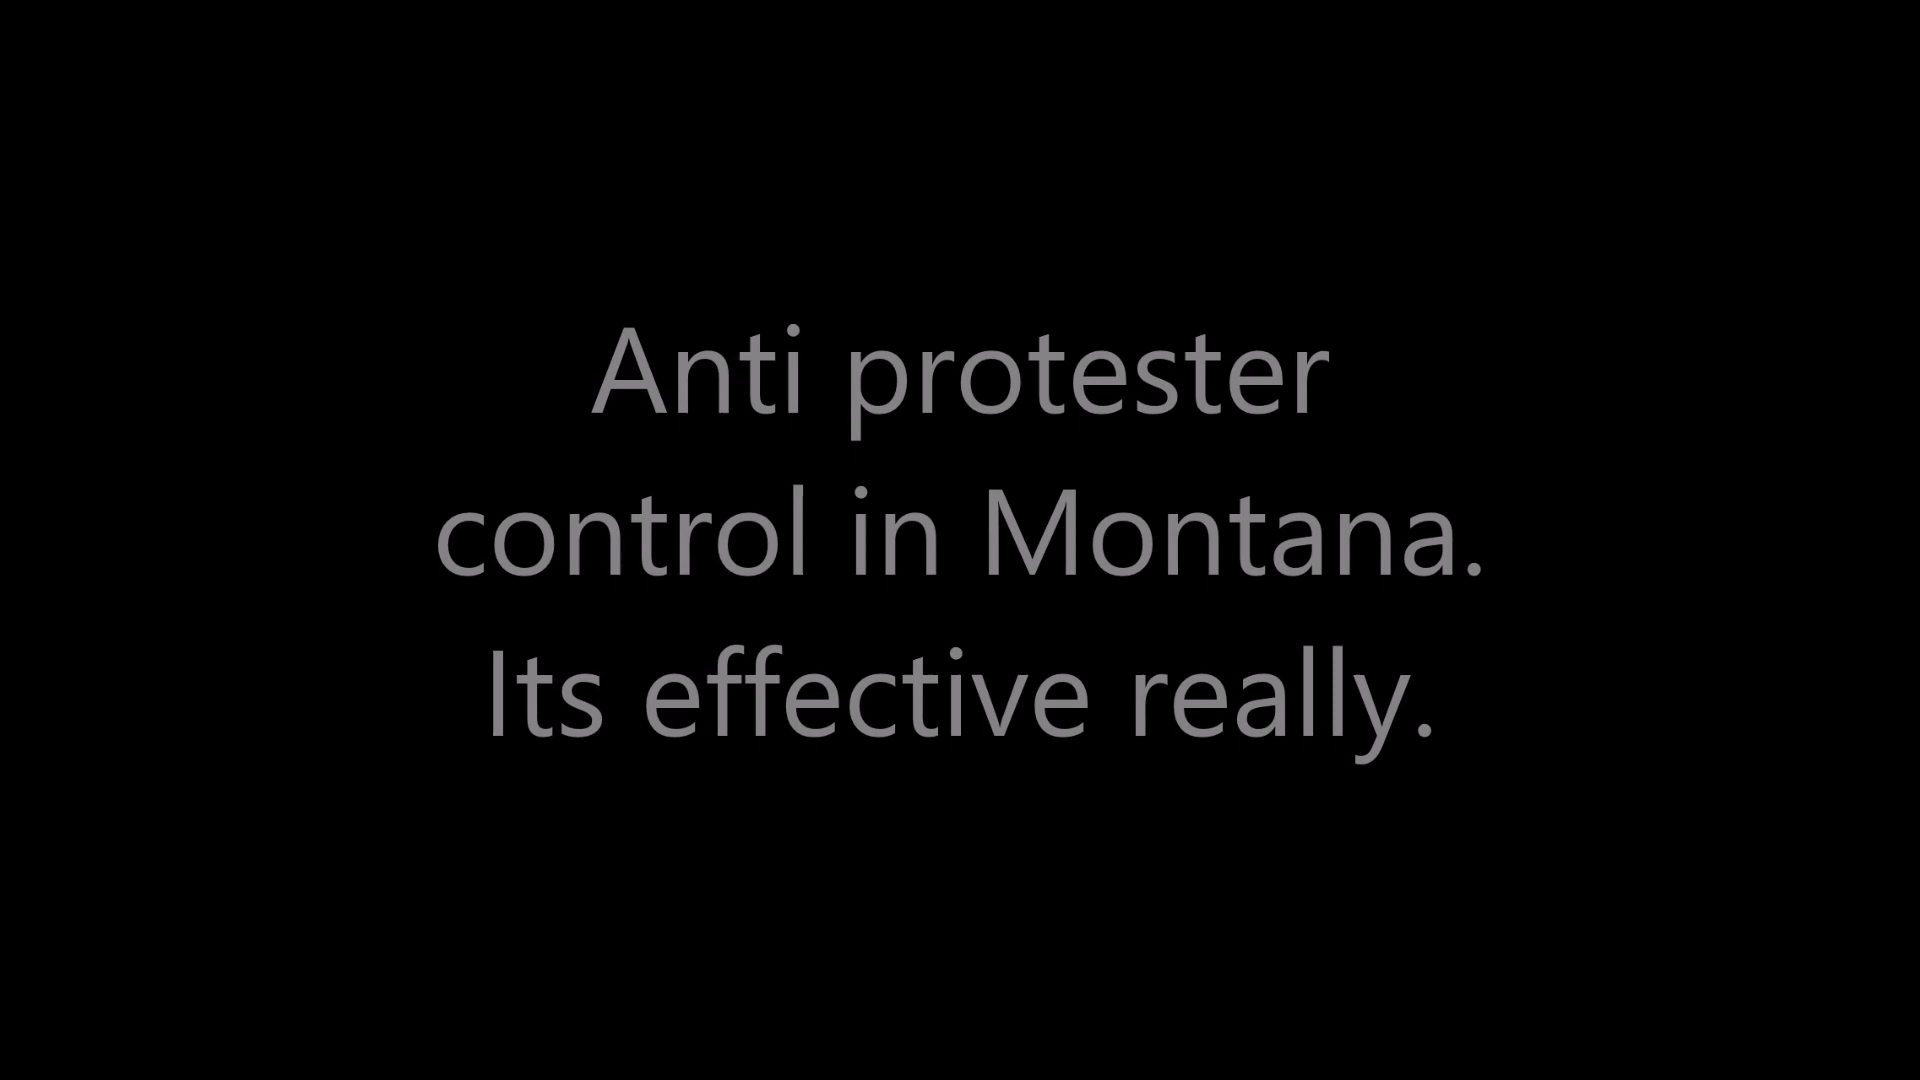 Anti protester
control in Montana.
Its effective really.